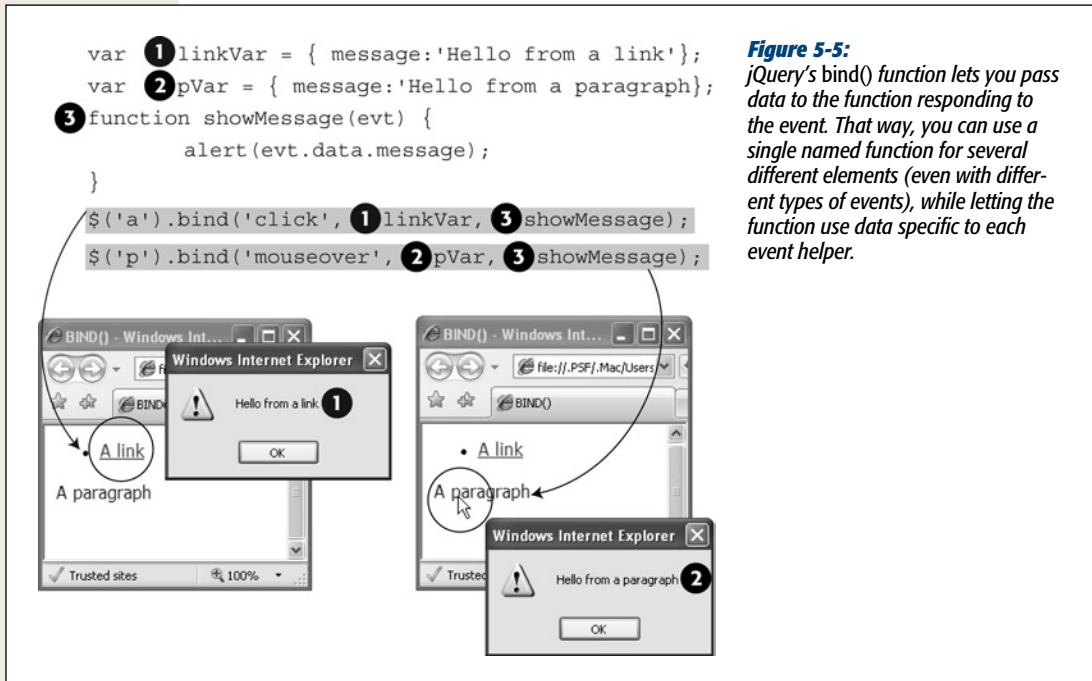 var 1 linkVar = { message:'Hello from a link'};
var 2 pVar = { message:'Hello from a paragraph};
3 function showMessage(evt) {
alert(evt.data.message);
}
$('a').bind('click', 1 linkVar, 3 showMessage);
$('p').bind('mouseover', 2 pVar, 3 showMessage);
Figure 5-5:
jQuery's bind() function lets you pass
data to the function responding to
the event. That way, you can use a
single named function for several
different elements (even with differ-
ent types of events), while letting the
function use data specific to each
event helper.
BIND() - Windows Int...
Windows Internet Explorer
Hello from a link 1
OK
A link
A paragraph
Trusted sites
100%
BIND() - Windows Int...
file://.PSF/.Mac/Users
BIND()
A link
A paragraph
Windows Internet Explorer
Hello from a paragraph 2
OK